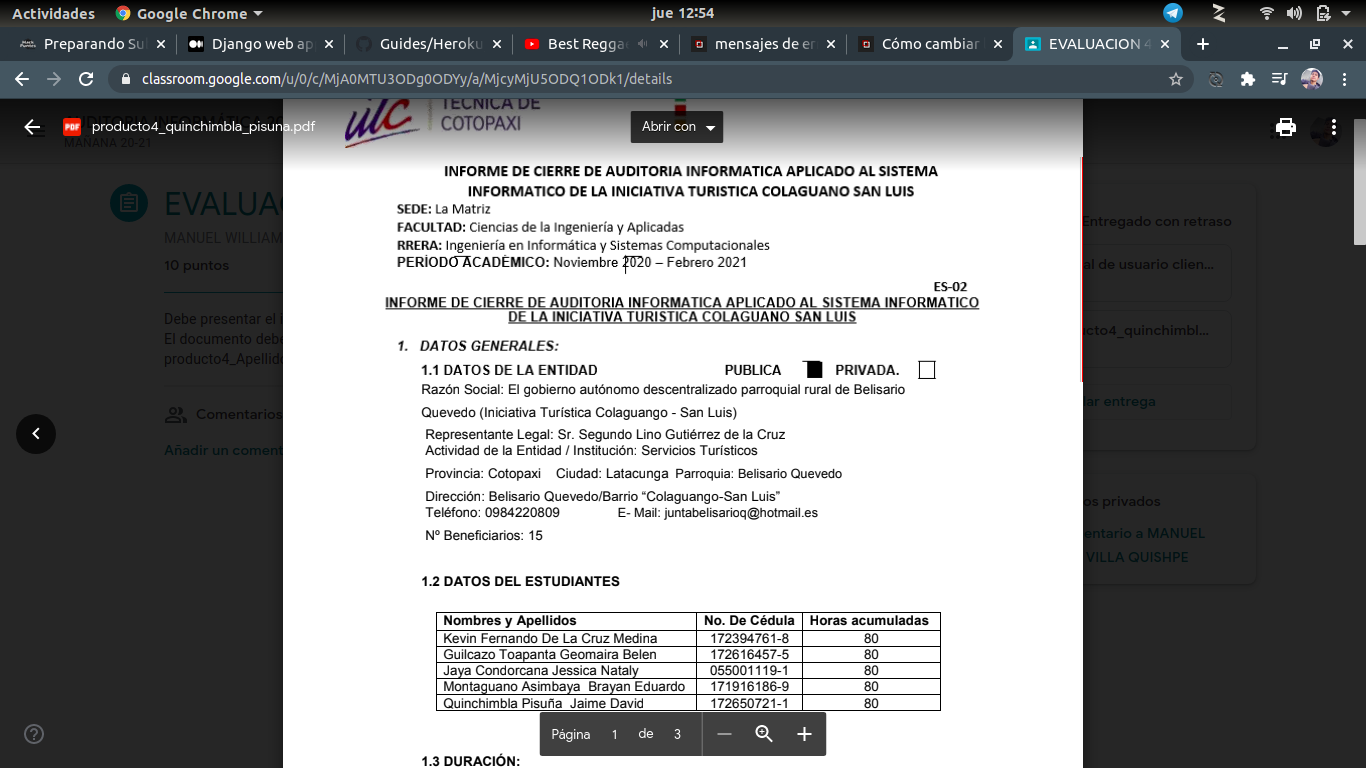 Actividades Google Chrome jue 12:54
Preparando Su Django web ap Guides/Heroku Best Regga mensajes de er Cómo cambiar EVALUACION 4
classroom.google.com/u/0/c/MjA0MTU3ODg0ODYy/a/MjcyMjU5ODQ1ODk1/details
PDF producto4_quinchimbla_pisuna.pdf
MAÑANA 20-21
Abrir con
utc TÉCNICA DE
COTOPAXI
EVALUA
MANUEL WILLIAM
10 puntos
Debe presentar el i
El documento debe
producto4_Apellido
Comentarios
Añadir un coment
INFORME DE CIERRE DE AUDITORIA INFORMATICA APLICADO AL SISTEMA
INFORMATICO DE LA INICIATIVA TURISTICA COLAGUANO SAN LUIS
SEDE: La Matriz
FACULTAD: Ciencias de la Ingeniería y Aplicadas
RRERA: Ingeniería en Informática y Sistemas Computacionales
PERÍODO ACADÉMICO: Noviembre 2020 – Febrero 2021
ES-02
INFORME DE CIERRE DE AUDITORIA INFORMATICA APLICADO AL SISTEMA INFORMATICO
DE LA INICIATIVA TURISTICA COLAGUANO SAN LUIS
1. DATOS GENERALES:
1.1 DATOS DE LA ENTIDAD PUBLICA PRIVADA.
Razón Social: El gobierno autónomo descentralizado parroquial rural de Belisario
Quevedo (Iniciativa Turística Colaguango - San Luis)
Representante Legal: Sr. Segundo Lino Gutiérrez de la Cruz
Actividad de la Entidad / Institución: Servicios Turísticos
Provincia: Cotopaxi Ciudad: Latacunga Parroquia: Belisario Quevedo
Dirección: Belisario Quevedo/Barrio “Colaguango-San Luis”
Teléfono: 0984220809 E- Mail: juntabelisarioq@hotmail.es
Nº Beneficiarios: 15
1.2 DATOS DEL ESTUDIANTES
Nombres y Apellidos No. De Cédula Horas acumuladas
Kevin Fernando De La Cruz Medina 172394761-8 80
Guilcazo Toapanta Geomaira Belen 172616457-5 80
Jaya Condorcana Jessica Nataly 055001119-1 80
Montaguano Asimbaya Brayan Eduardo 171916186-9 80
Quinchimbla Pisuña Jaime David 172650721-1 80
1.3 DURACIÓN:
Página 1 de 3
Entregado con retraso
al de usuario clien...
cto4_quinchimbl...
lar entrega
os privados
entario a MANUEL
VILLA QUISHPE